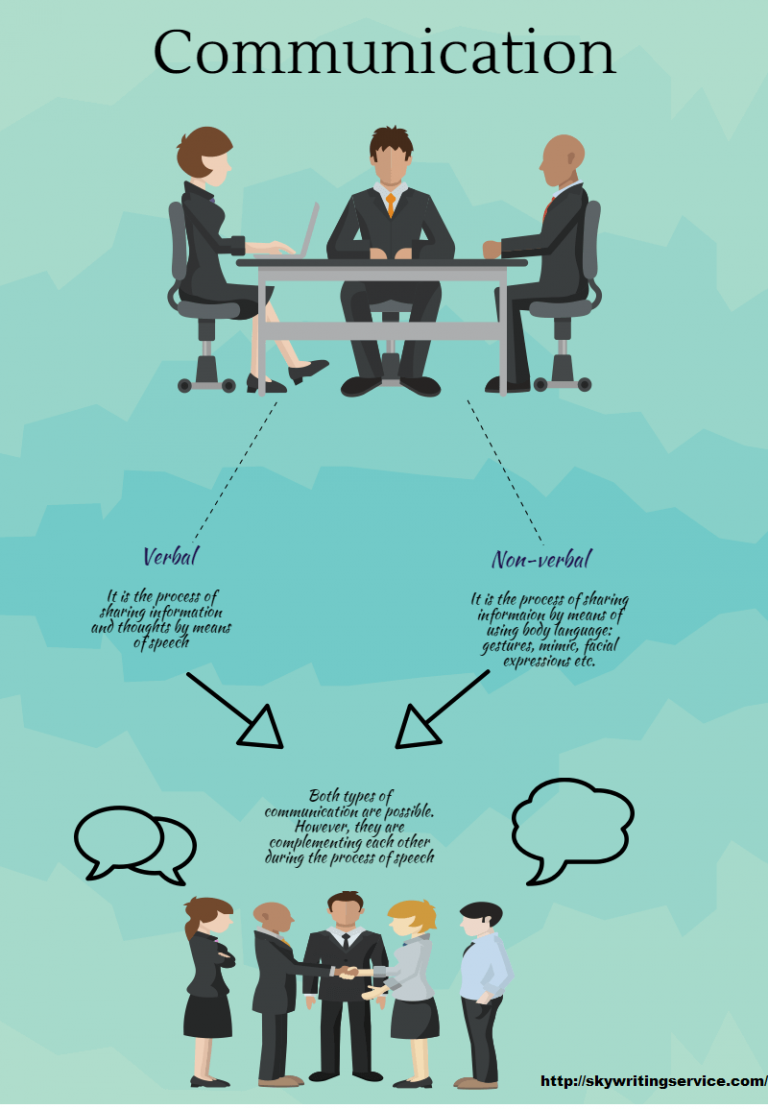 Communication
Verbal
It is the process of
sharing information
and thoughts by means
of speech
Non-verbal
It is the process of sharing
informaion by means of
using body language:
gestures, mimic, facial
expressions etc.
Both types of
communication are possible.
However, they are
complementing each other
during the process of speech
http://skywritingservice.com/